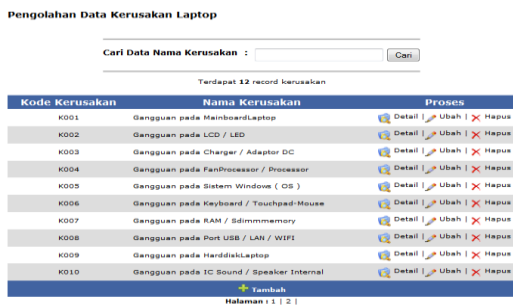 Pengolahan Data Kerusakan Laptop
Cari Data Nama Kerusakan : Cari
Terdapat 12 record kerusakan
Kode Kerusakan Nama Kerusakan Proses
K001 Gangguan pada MainboardLaptop Detail | Ubah | Hapus
K002 Gangguan pada LCD / LED Detail | Ubah | Hapus
K003 Gangguan pada Charger / Adaptor DC Detail | Ubah | Hapus
K004 Gangguan pada FanProcessor / Processor Detail | Ubah | Hapus
K005 Gangguan pada Sistem Windows ( OS ) Detail | Ubah | Hapus
K006 Gangguan pada Keyboard / Touchpad-Mouse Detail | Ubah | Hapus
K007 Gangguan pada RAM / Sdimmmemory Detail | Ubah | Hapus
K008 Gangguan pada Port USB / LAN / WIFI Detail | Ubah | Hapus
K009 Gangguan pada HarddiskLaptop Detail | Ubah | Hapus
K010 Gangguan pada IC Sound / Speaker Internal Detail | Ubah | Hapus
Tambah
Halaman : 1 | 2 |